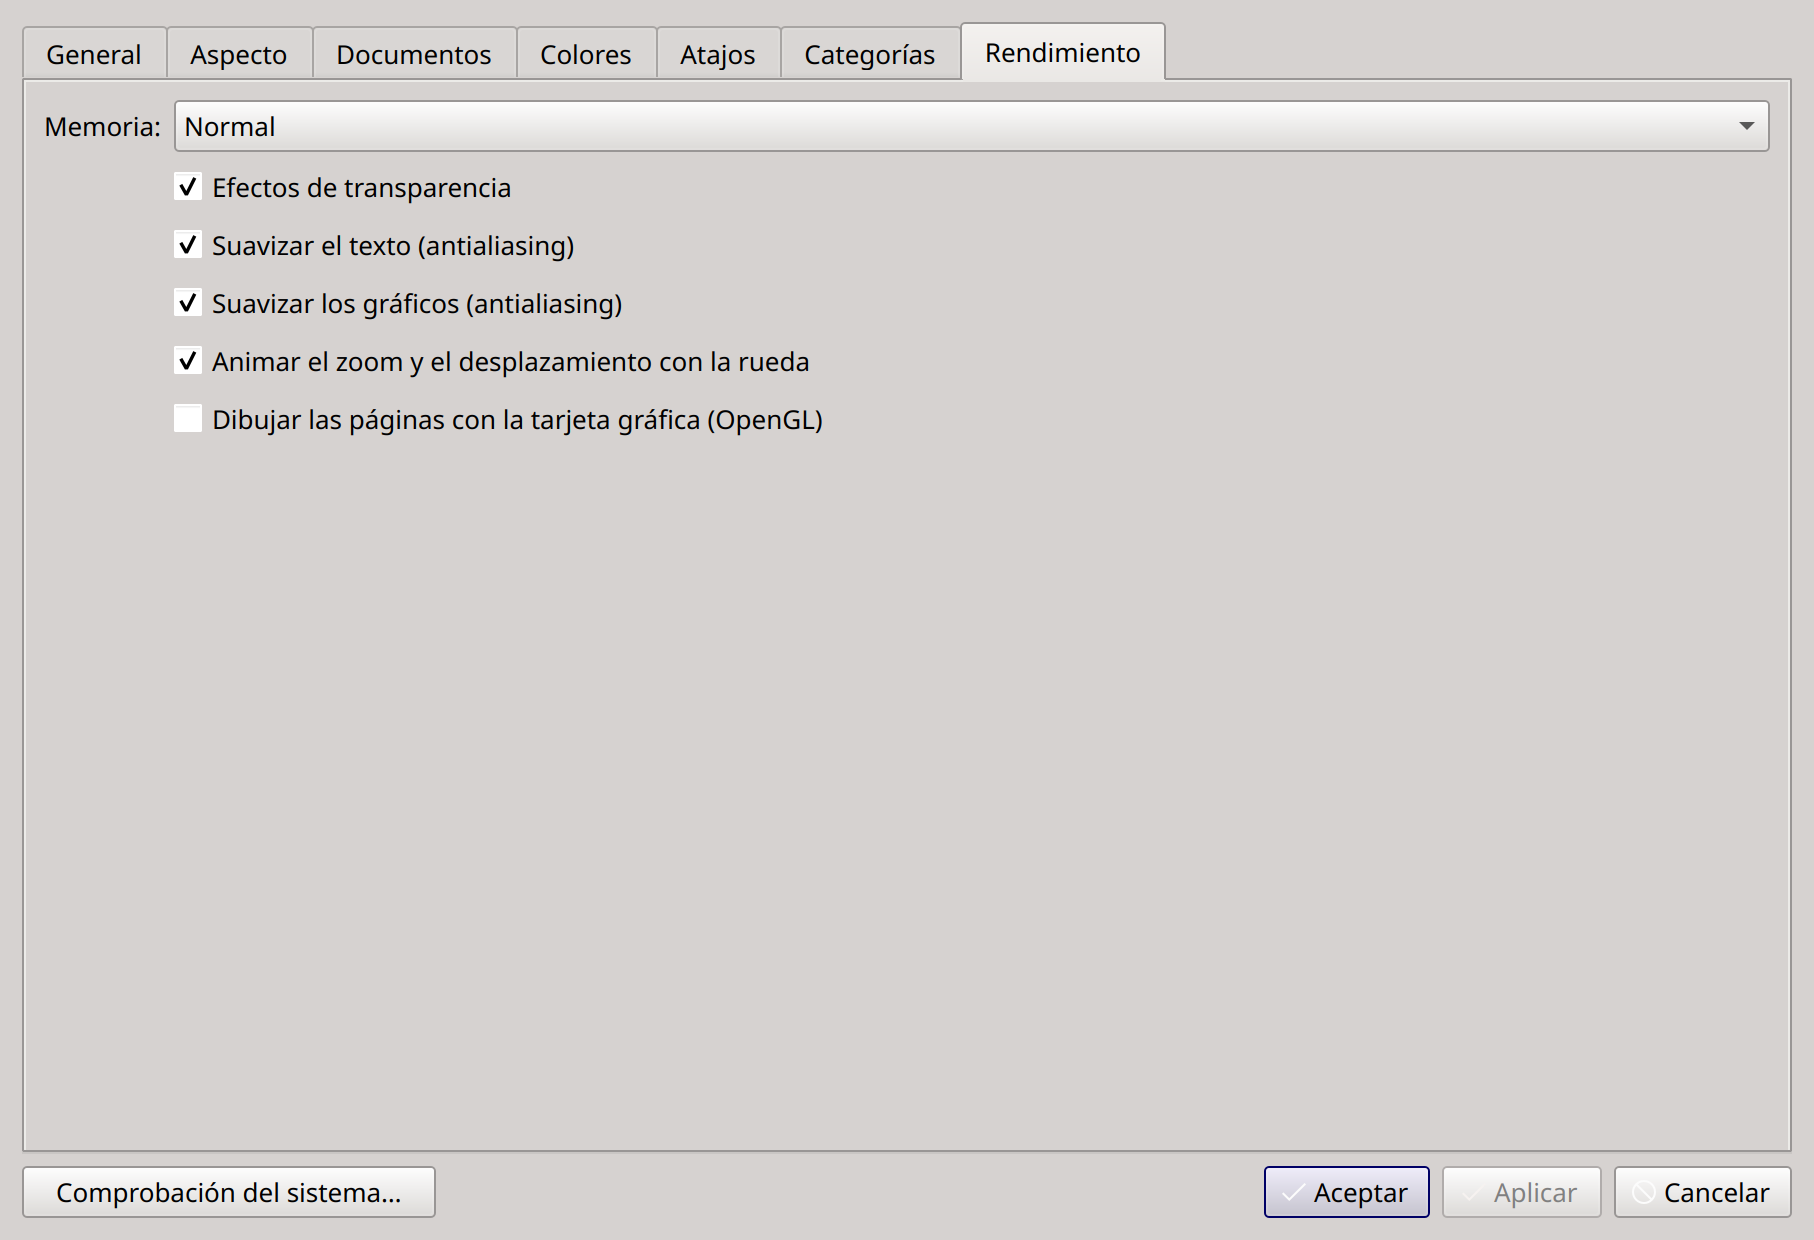 General Aspecto Documentos Colores Atajos Categorías Rendimiento
Memoria: Normal
Efectos de transparencia
Suavizar el texto (antialiasing)
Suavizar los gráficos (antialiasing)
Animar el zoom y el desplazamiento con la rueda
Dibujar las páginas con la tarjeta gráfica (OpenGL)
Comprobación del sistema... Aceptar Aplicar Cancelar